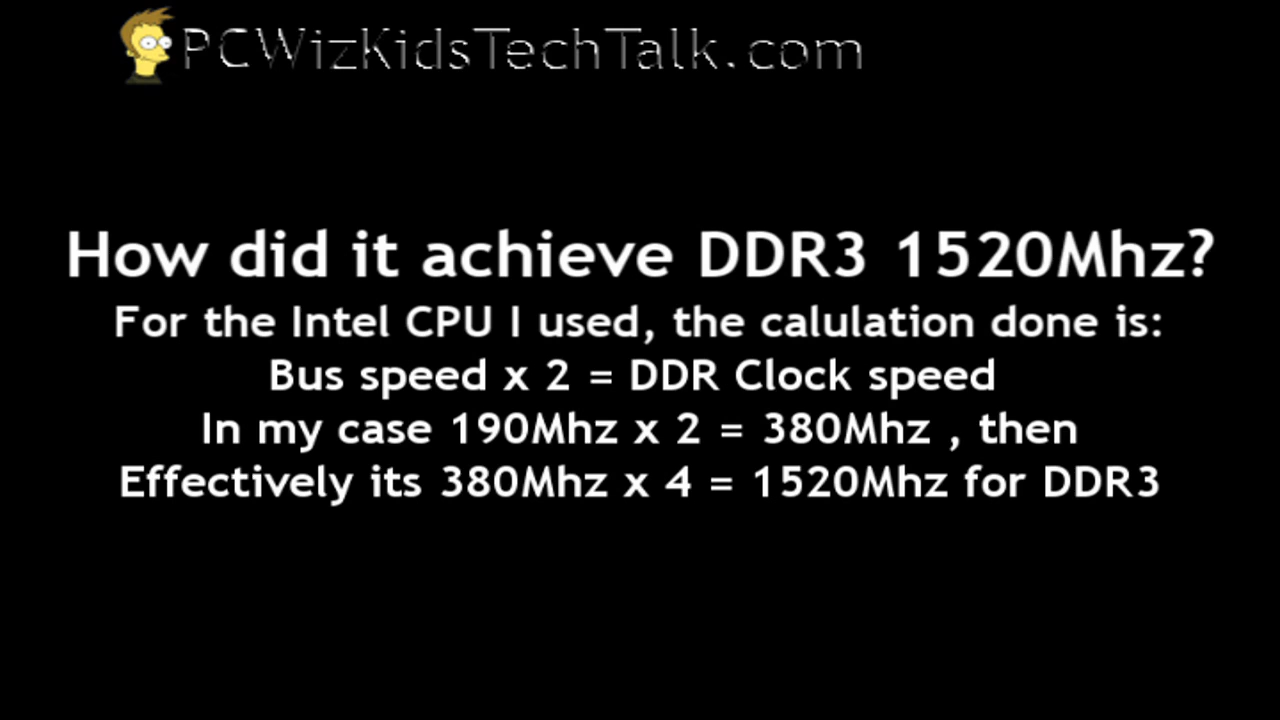 PCWizKidsTechTalk.com
How did it achieve DDR3 1520Mhz?
For the Intel CPU I used, the calulation done is:
Bus speed x 2 = DDR Clock speed
In my case 190Mhz x 2 = 380Mhz , then
Effectively its 380Mhz x 4 = 1520Mhz for DDR3